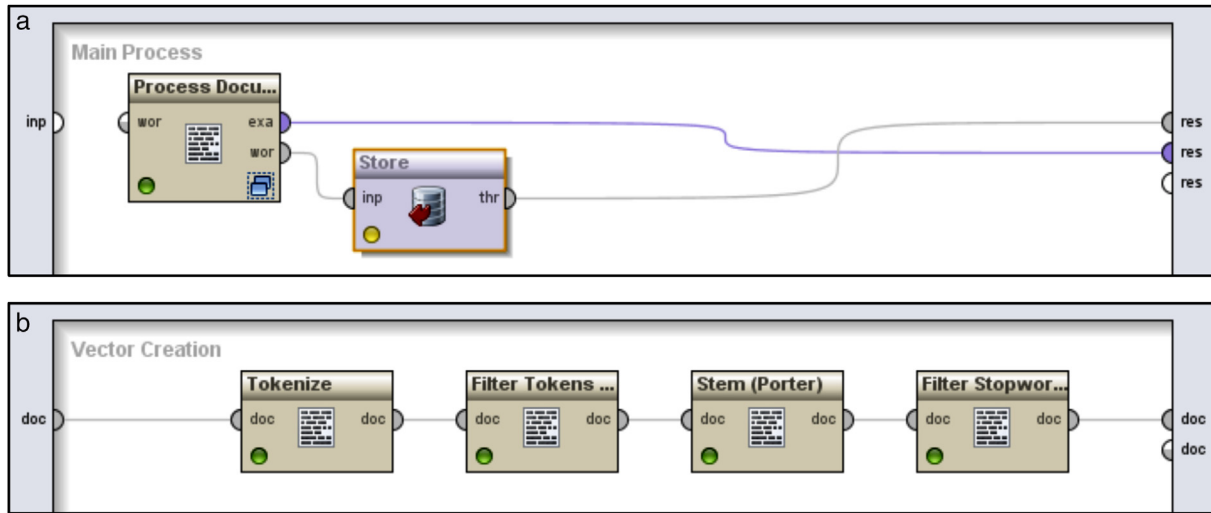 a
Main Process
Process Docu...
inp
wor
exa
res
wor
res
Store
inp
thr
res
b
Vector Creation
Tokenize
Filter Tokens ...
Stem (Porter)
Filter Stopwor...
doc
doc
doc
doc
doc
doc
doc
doc
doc
doc
doc